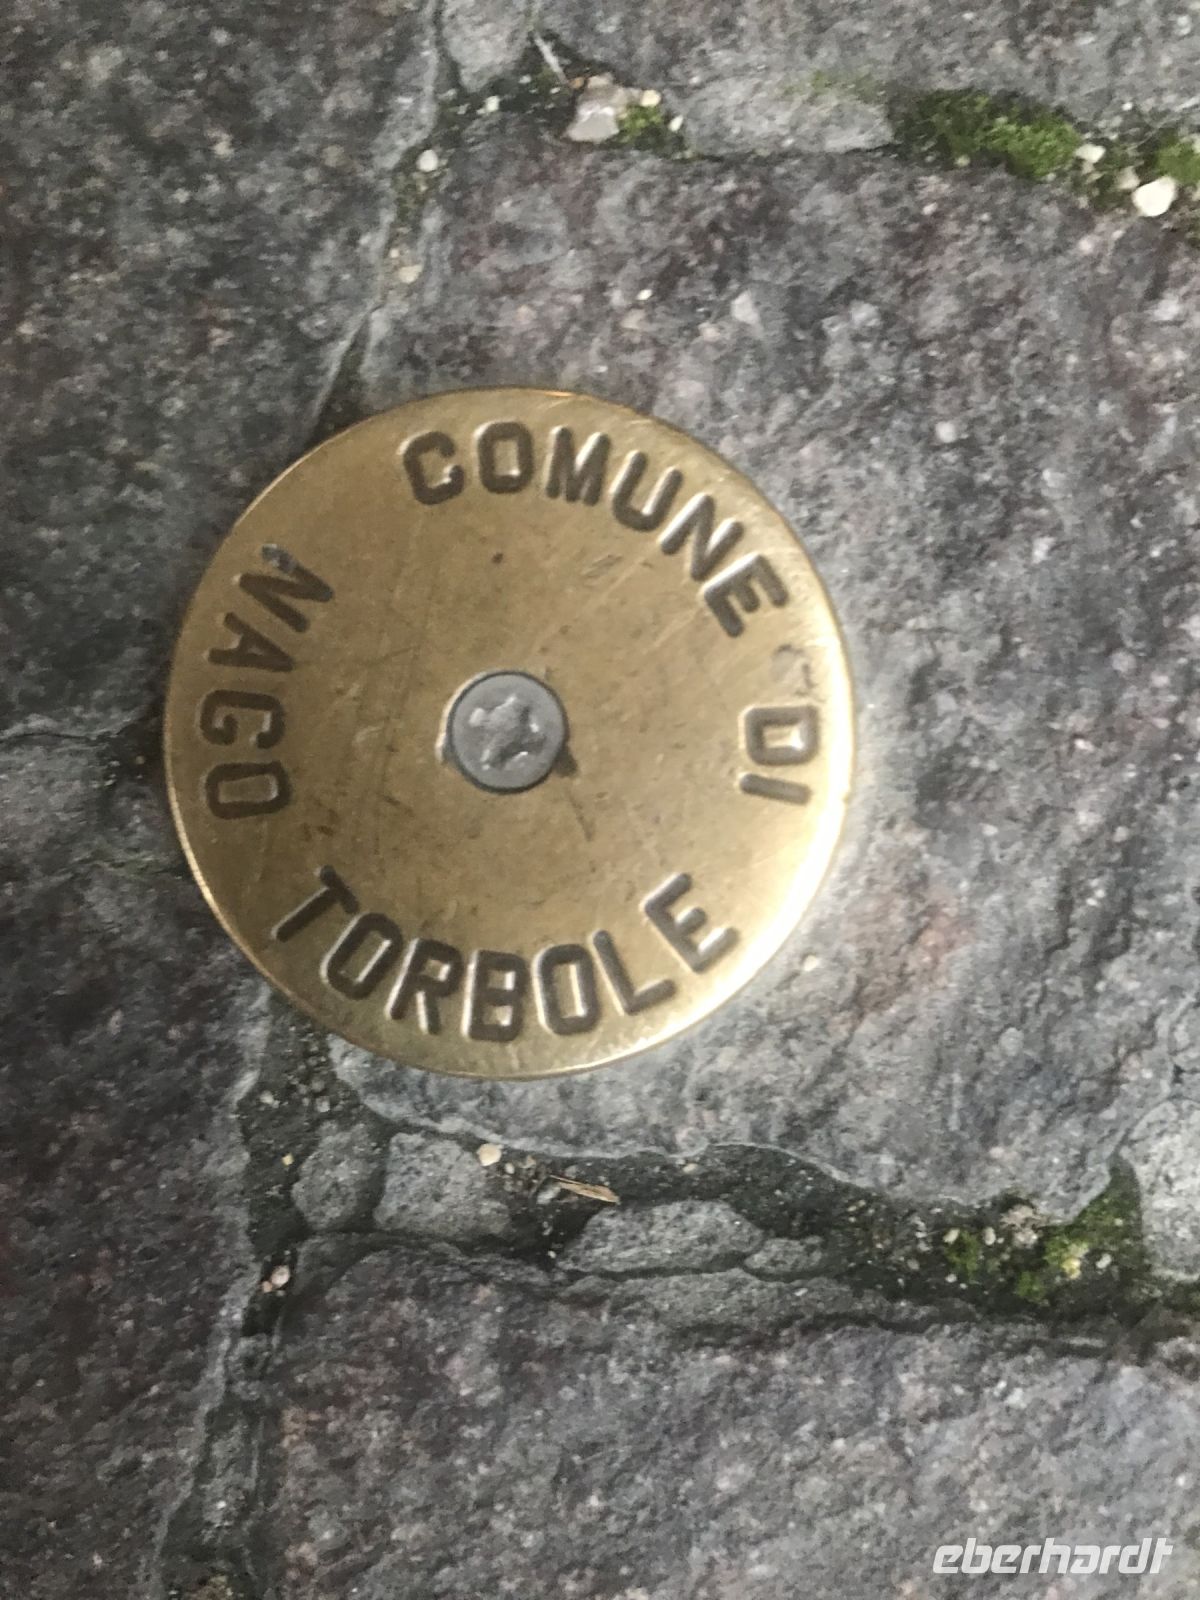 COMUNE DI
NAGO
TORBOLE
eberhardt